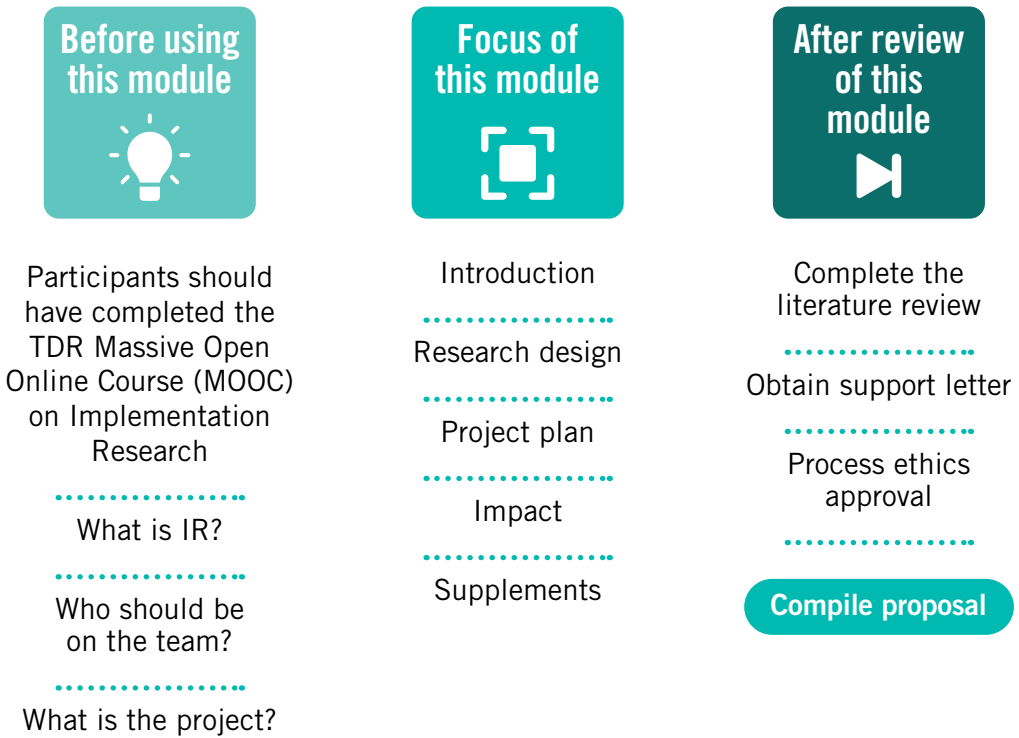 Before using
this module
Participants should
have completed the
TDR Massive Open
Online Course (MOOC)
on Implementation
Research
What is IR?
Who should be
on the team?
What is the project?
Focus of
this module
Introduction
Research design
Project plan
Impact
Supplements
After review
of this
module
Complete the
literature review
Obtain support letter
Process ethics
approval
Compile proposal